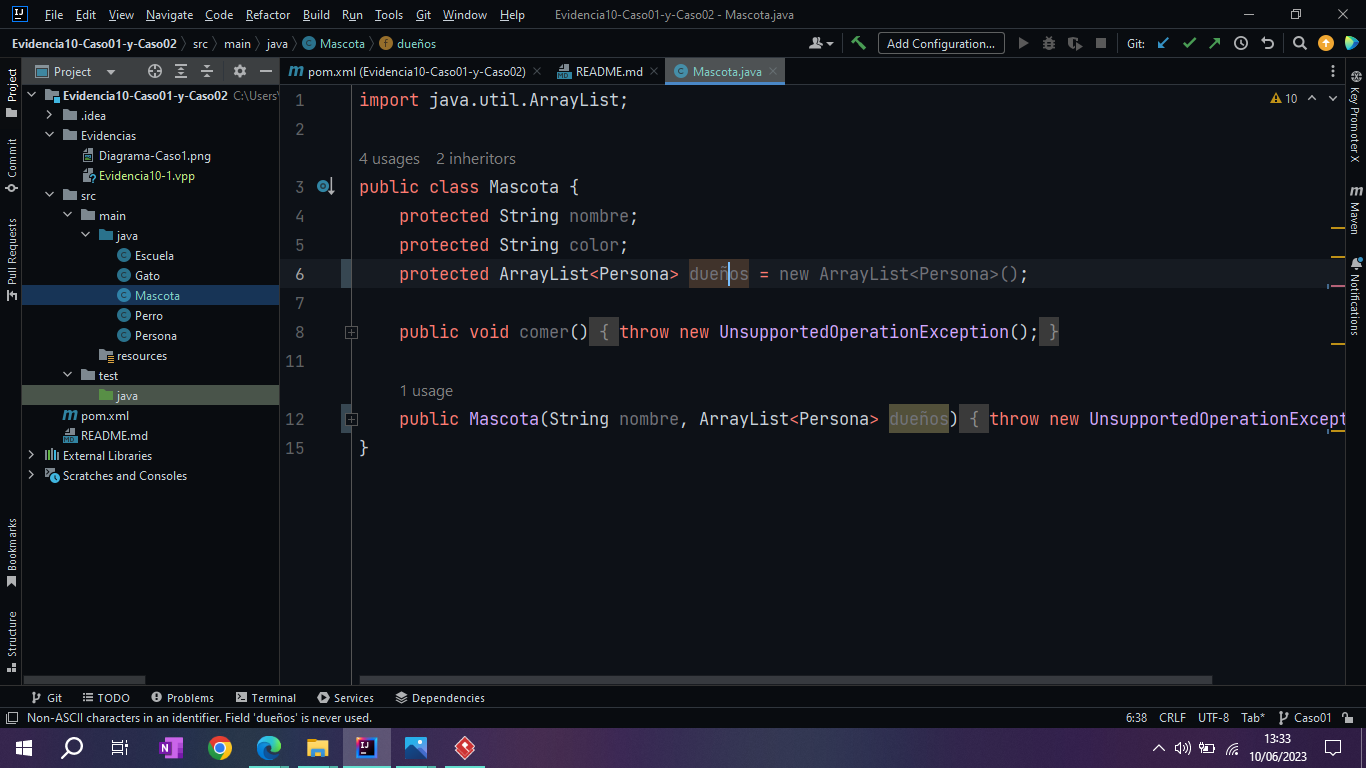 File Edit View Navigate Code Refactor Build Run Tools Git Window Help Evidencia10-Caso01-y-Caso02 - Mascota.java
Evidencia10-Caso01-y-Caso02 src main java Mascota dueños Add Configuration... Git:
Project
pom.xml (Evidencia10-Caso01-y-Caso02) README.md Mascota.java
Evidencia10-Caso01-y-Caso02 C:\Users\
.idea
Evidencias
Diagrama-Caso1.png
Evidencia10-1.vpp
src
main
java
Escuela
Gato
Mascota
Perro
Persona
resources
test
java
pom.xml
README.md
External Libraries
Scratches and Consoles
Project
Commit
Pull Requests
Bookmarks
Structure
10
1 import java.util.ArrayList;
2
4 usages 2 inheritors
3 public class Mascota {
4 protected String nombre;
5 protected String color;
6 protected ArrayList<Persona> dueños = new ArrayList<Persona>();
7
8 public void comer() { throw new UnsupportedOperationException(); }
11
1 usage
12 public Mascota(String nombre, ArrayList<Persona> dueños) { throw new UnsupportedOperationExcept
15 }
Key Promoter X
Maven
Notifications
Git TODO Problems Terminal Services Dependencies
Non-ASCII characters in an identifier. Field 'dueños' is never used. 6:38 CRLF UTF-8 Tab* Caso01
13:33
10/06/2023